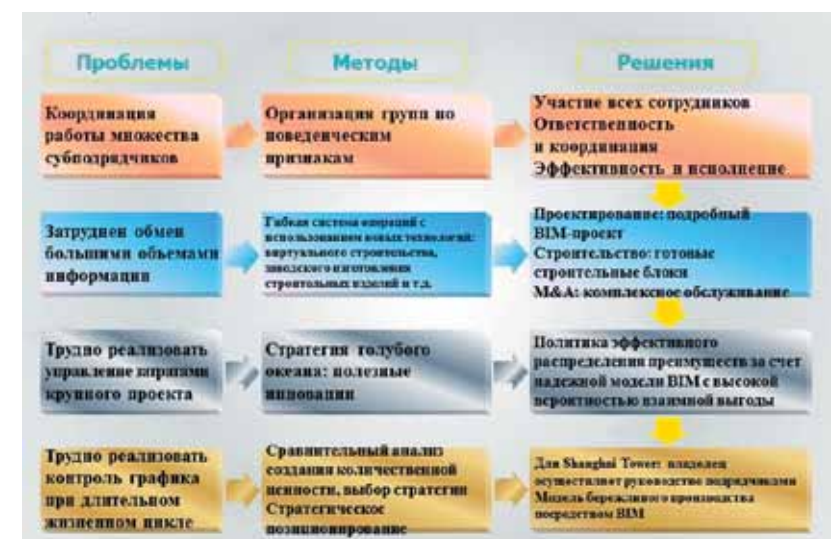 Проблемы
Методы
Решения
Координация
работы множества
субподрядчиков
Организация групп по
поведенческим
признакам
Участие всех сотрудников
Ответственность
и координация
Эффективность и исполнение
Затруднен обмен
большими объемами
информации
Гибкая система операций с
использованием новых технологий:
виртуального строительства,
заводского изготовления
строительных изделий и т.д.
Проектирование: подробный
BIM-проект
Строительство: готовые
строительные блоки
M&A: комплексное обслуживание
Трудно реализовать
управление затратами
крупного проекта
Стратегия голубого
океана: полезные
инновации
Политика эффективного
распределения преимуществ за счет
надежной модели BIM с высокой
вероятностью взаимной выгоды
Трудно реализовать
контроль графика
при длительном
жизненном цикле
Сравнительный анализ
создания количественной
ценности, выбор стратегии
Стратегическое
позиционирование
Для Shanghai Tower: владелец
осуществляет руководство подрядчиками
Модель бережливого производства
посредством BIM